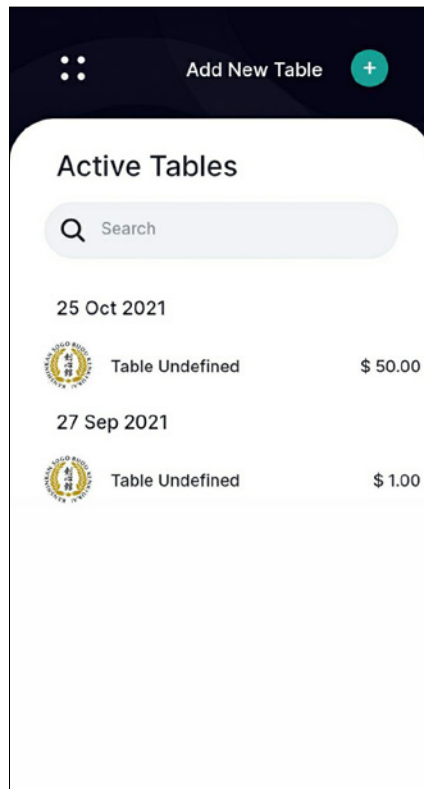 Add New Table
+
Active Tables
Search
25 Oct 2021
Table Undefined $ 50.00
27 Sep 2021
Table Undefined $ 1.00